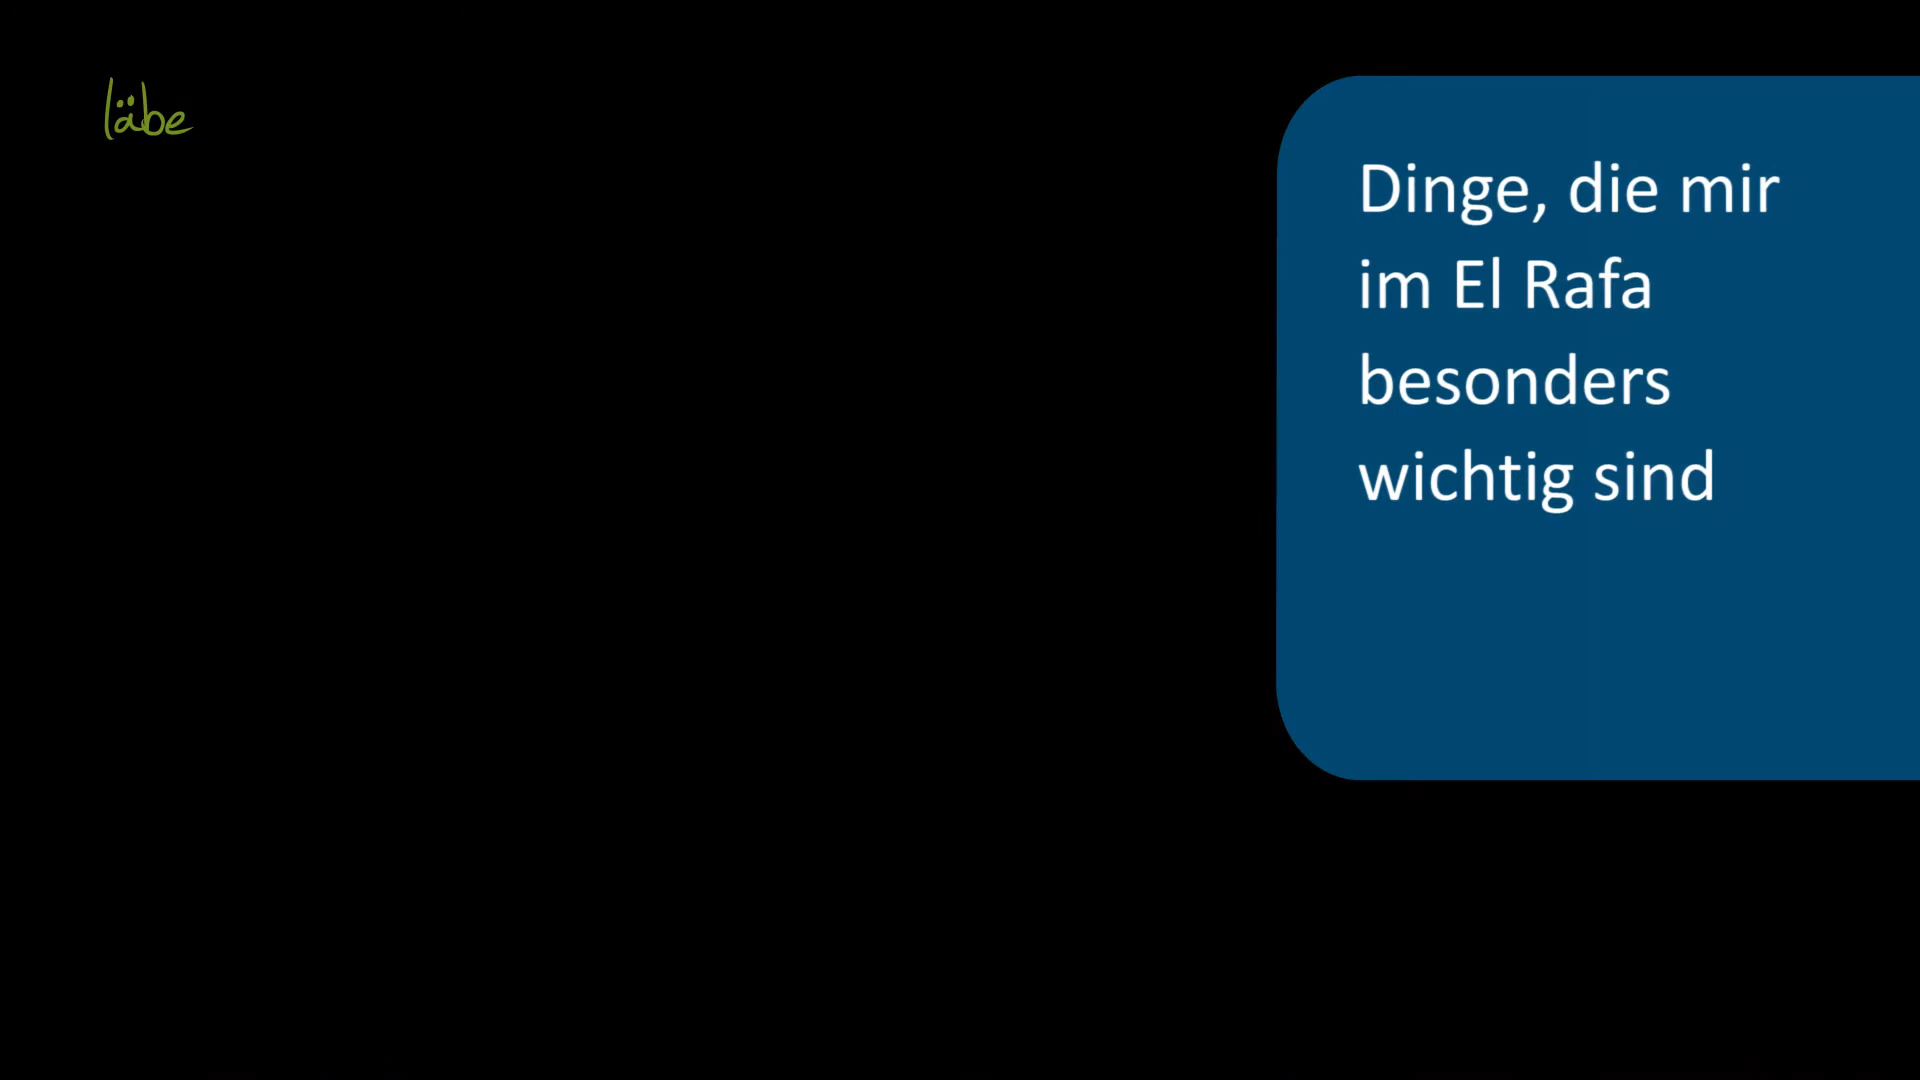 läbe
Dinge, die mir
im El Rafa
besonders
wichtig sind